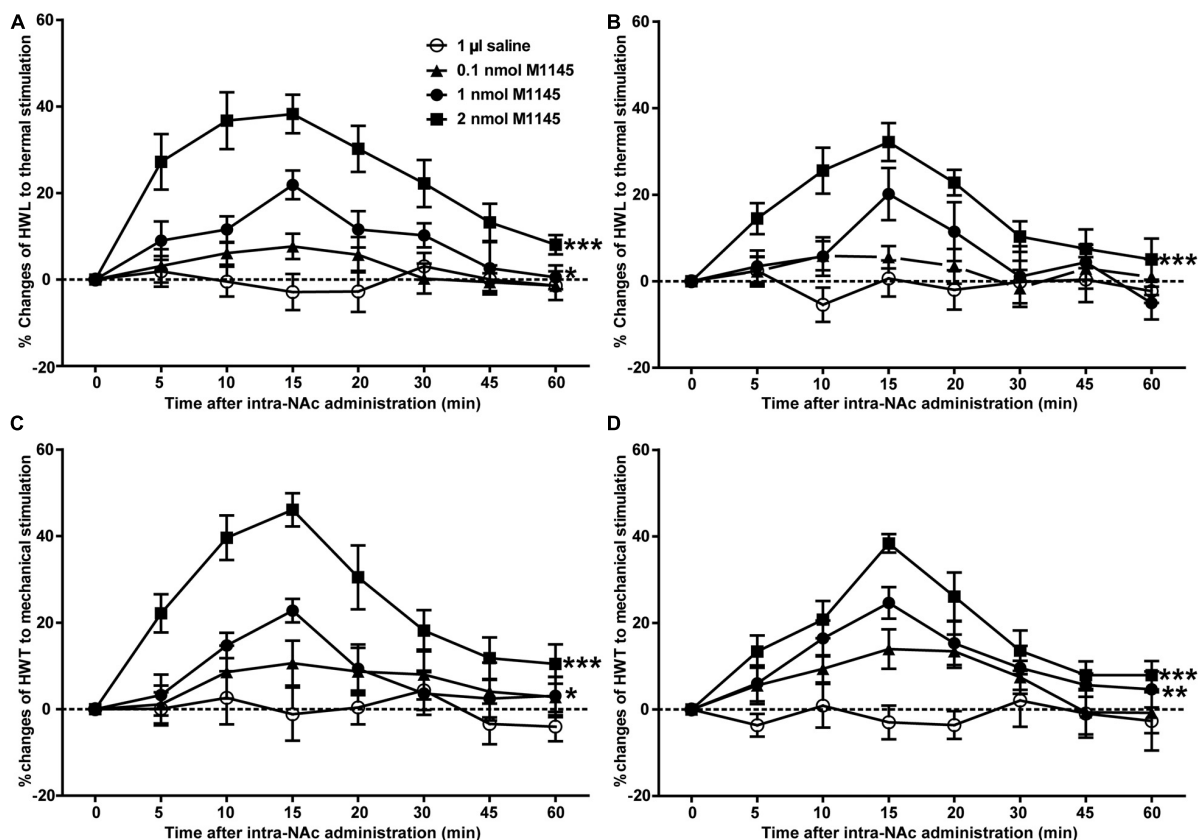 A
60
40
20
0
-20
% Changes of HWL to thermal stimulation
1 µl saline
0.1 nmol M1145
1 nmol M1145
2 nmol M1145
***
*
0 5 10 15 20 30 45 60
Time after intra-NAc administration (min)
B
60
40
20
0
-20
% Changes of HWL to thermal stimulation
***
0 5 10 15 20 30 45 60
Time after intra-NAc administration (min)
C
60
40
20
0
-20
% changes of HWT to mechanical stimulation
***
*
0 5 10 15 20 30 45 60
Time after intra-NAc administration (min)
D
60
40
20
0
-20
% changes of HWT to mechanical stimulation
***
**
0 5 10 15 20 30 45 60
Time after intra-NAc administration (min)